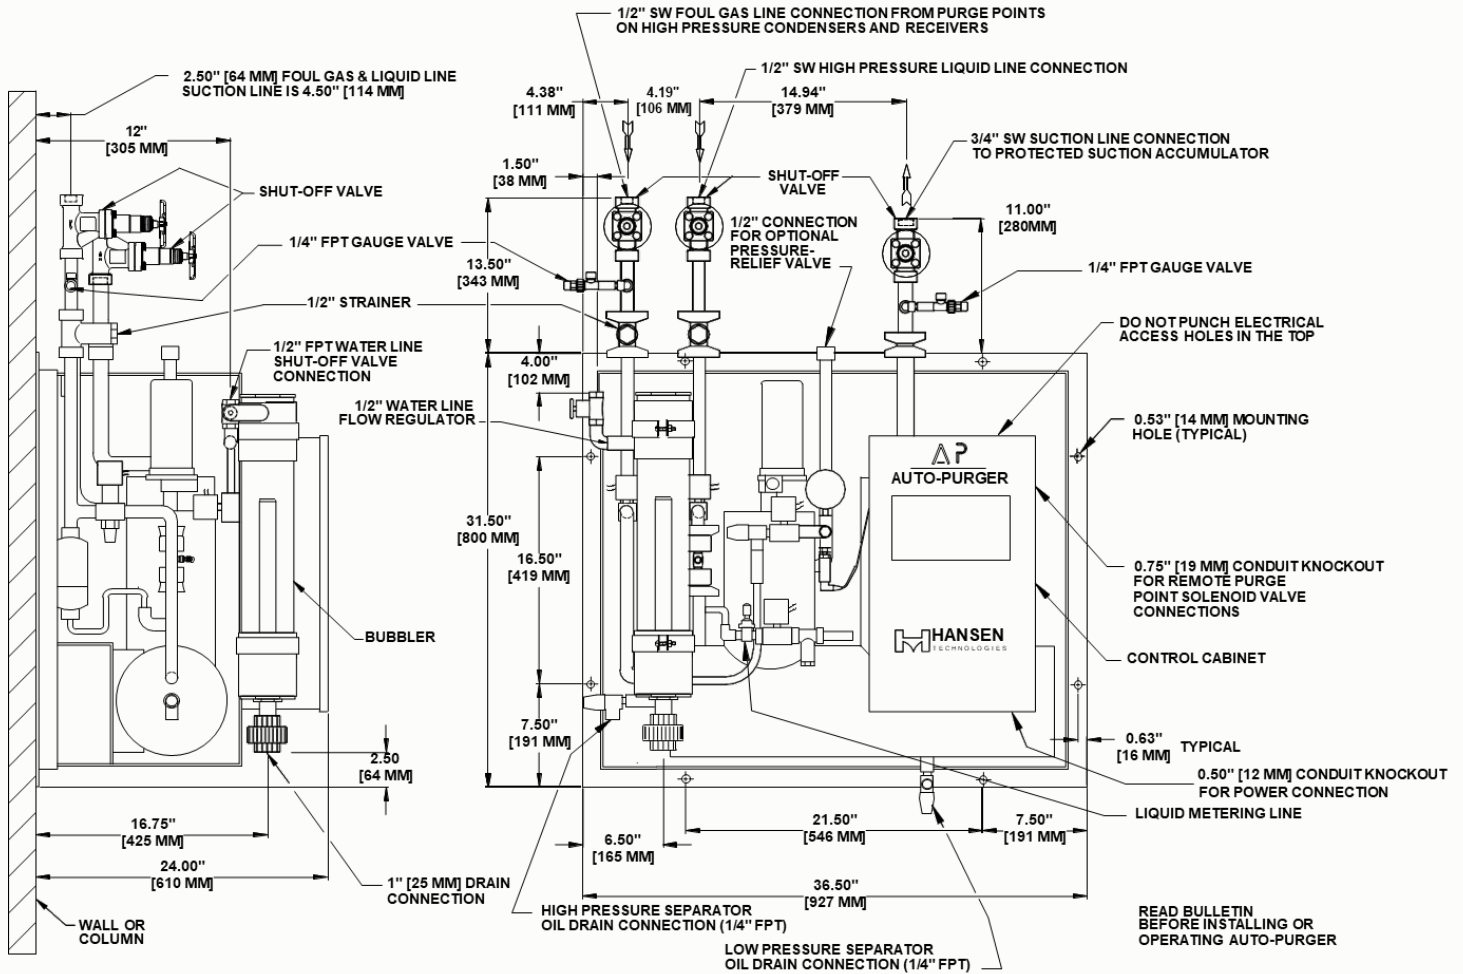 1/2" SW FOUL GAS LINE CONNECTION FROM PURGE POINTS
ON HIGH PRESSURE CONDENSERS AND RECEIVERS
2.50" [64 MM] FOUL GAS & LIQUID LINE
SUCTION LINE IS 4.50" [114 MM]
1/2" SW HIGH PRESSURE LIQUID LINE CONNECTION
4.38"
[111 MM]
4.19"
[106 MM]
14.94"
[379 MM]
12"
[305 MM]
3/4" SW SUCTION LINE CONNECTION
TO PROTECTED SUCTION ACCUMULATOR
1.50"
[38 MM]
SHUT-OFF VALVE
SHUT-OFF
VALVE
11.00"
[280MM]
1/2" CONNECTION
FOR OPTIONAL
PRESSURE-
RELIEF VALVE
1/4" FPT GAUGE VALVE
13.50"
[343 MM]
1/4" FPT GAUGE VALVE
1/2" STRAINER
DO NOT PUNCH ELECTRICAL
ACCESS HOLES IN THE TOP
1/2" FPT WATER LINE
SHUT-OFF VALVE
CONNECTION
4.00"
[102 MM]
1/2" WATER LINE
FLOW REGULATOR
0.53" [14 MM] MOUNTING
HOLE (TYPICAL)
AP
AUTO-PURGER
31.50"
[800 MM]
16.50"
[419 MM]
0.75" [19 MM] CONDUIT KNOCKOUT
FOR REMOTE PURGE
POINT SOLENOID VALVE
CONNECTIONS
BUBBLER
HANSEN
TECHNOLOGIES
CONTROL CABINET
7.50"
[191 MM]
0.63"
[16 MM]
TYPICAL
2.50
[64 MM]
0.50" [12 MM] CONDUIT KNOCKOUT
FOR POWER CONNECTION
LIQUID METERING LINE
16.75"
[425 MM]
6.50"
[165 MM]
21.50"
[546 MM]
7.50"
[191 MM]
24.00"
[610 MM]
1" [25 MM] DRAIN
CONNECTION
36.50"
[927 MM]
WALL OR
COLUMN
HIGH PRESSURE SEPARATOR
OIL DRAIN CONNECTION (1/4" FPT)
READ BULLETIN
BEFORE INSTALLING OR
OPERATING AUTO-PURGER
LOW PRESSURE SEPARATOR
OIL DRAIN CONNECTION (1/4" FPT)